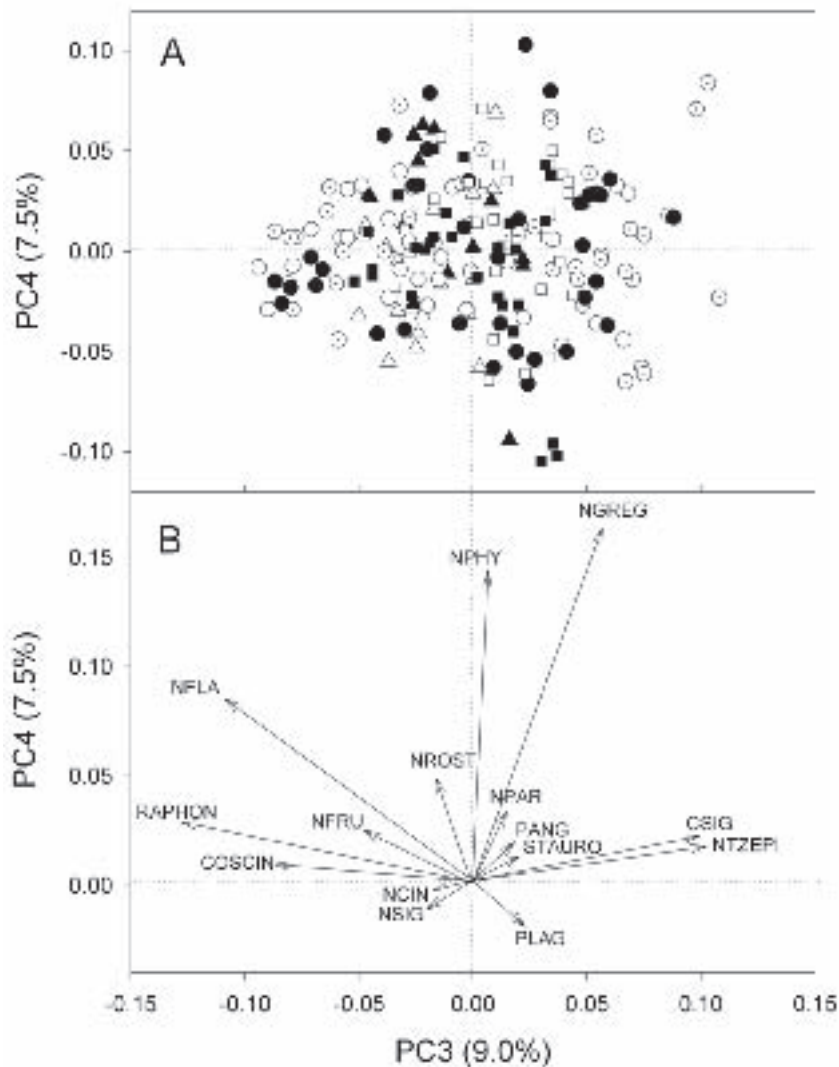 A
0.10
0.05
0.00
-0.05
-0.10
PC4 (7.5%)
B
0.15
0.10
0.05
0.00
PC4 (7.5%)
NGREG
NPHY
NFLA
NROST
NPAR
RAPHON
NFRU
PANG
CSIG
STAURO
NTZEPI
COSCIN
NCIN
NSIG
PLAG
-0.15 -0.10 -0.05 0.00 0.05 0.10 0.15
PC3 (9.0%)